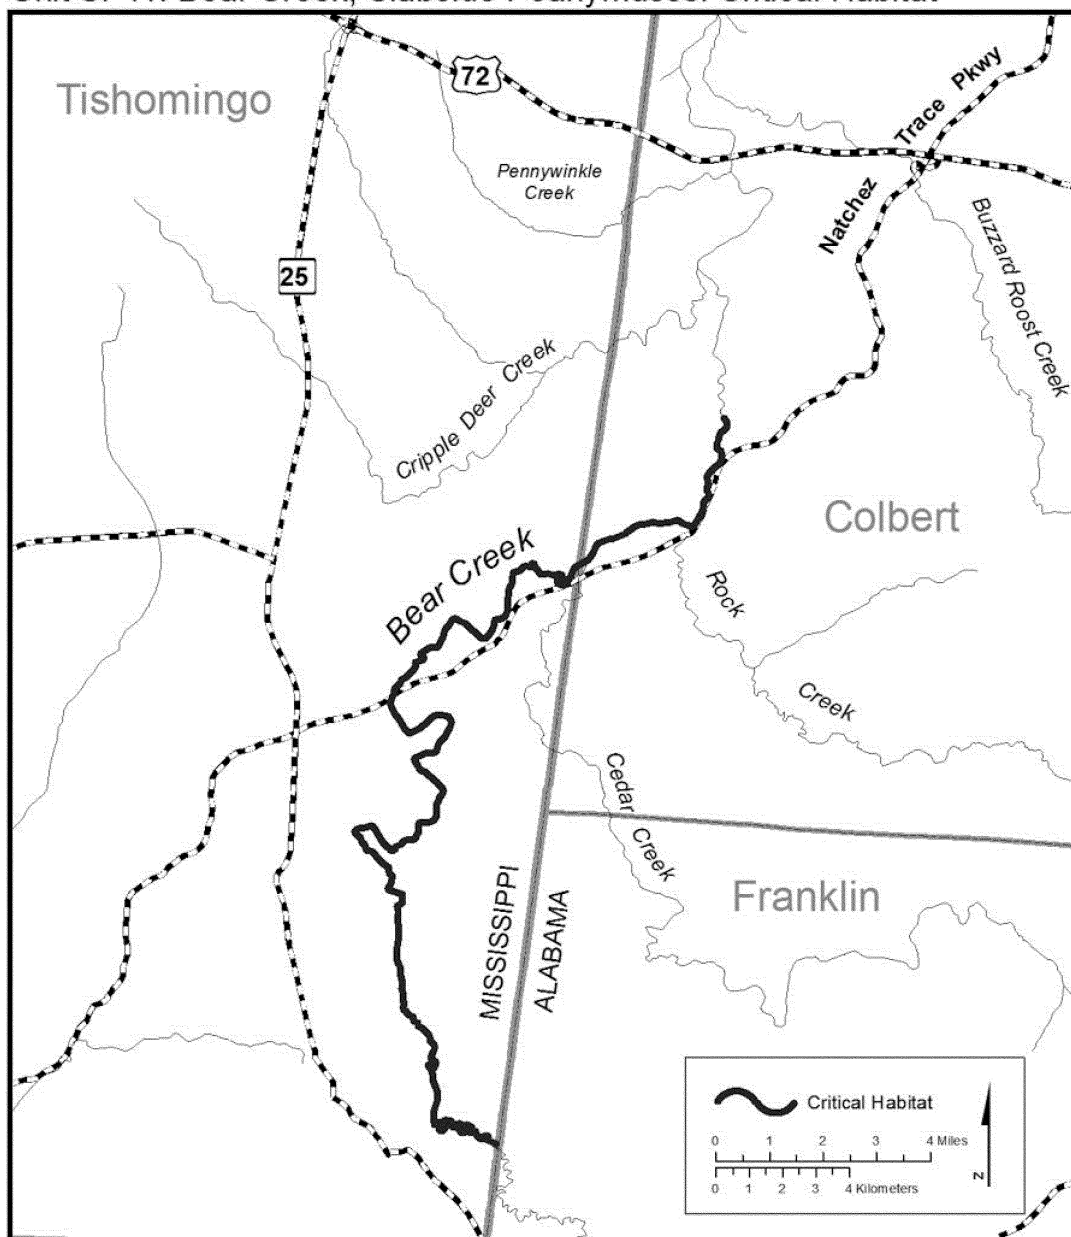 Tishomingo
72
Trace Pkwy
Pennywinkle
Creek
Natchez
25
Buzzard Roost Creek
Cripple Deer Creek
Colbert
Bear Creek
Rock
Creek
Cedar Creek
MISSISSIPPI
ALABAMA
Franklin
Critical Habitat
0 1 2 3 4 Miles
0 1 2 3 4 Kilometers
N